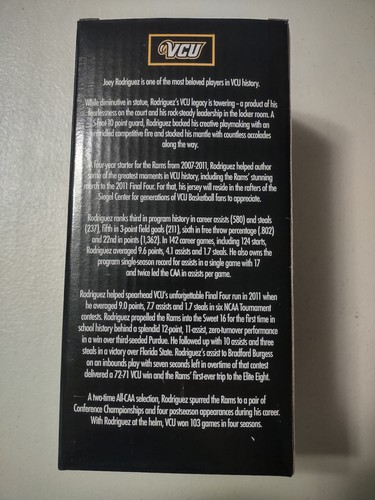 VCU
Joey Rodriguez is one of the most beloved players in VCU history.
While diminutive in statue, Rodriguez's VCU legacy is towering – a product of his
fearlessness on the court and his rock-steady leadership in the locker room. A
5-foot-10 point guard, Rodriguez backed his creative playmaking with an
unbridled competitive fire and stacked his mantle with countless accolades
along the way.
A four-year starter for the Rams from 2007-2011, Rodriguez helped author
some of the greatest moments in VCU history, including the Rams' stunning
march to the 2011 Final Four. For that, his jersey will reside in the rafters of the
Siegel Center for generations of VCU Basketball fans to appreciate.
Rodriguez ranks third in program history in career assists (580) and steals
(237), fifth in 3-point field goals (211), sixth in free throw percentage (.802)
and 22nd in points (1,362). In 142 career games, including 124 starts,
Rodriguez averaged 9.6 points, 4.1 assists and 1.7 steals. He also owns the
program single-season record for assists in a single game with 17
and twice led the CAA in assists per game.
Rodriguez helped spearhead VCU's unforgettable Final Four run in 2011 when
he averaged 9.0 points, 7.7 assists and 1.7 steals in six NCAA Tournament
contests. Rodriguez propelled the Rams into the Sweet 16 for the first time in
school history behind a splendid 12-point, 11-assist, zero-turnover performance
in a win over third-seeded Purdue. He followed up with 10 assists and three
steals in a victory over Florida State. Rodriguez's assist to Bradford Burgess
on an inbounds play with seven seconds left in overtime of that contest
delivered a 72-71 VCU win and the Rams' first-ever trip to the Elite Eight.
A two-time All-CAA selection, Rodriguez spurred the Rams to a pair of
Conference Championships and four postseason appearances during his career.
With Rodriguez at the helm, VCU won 103 games in four seasons.